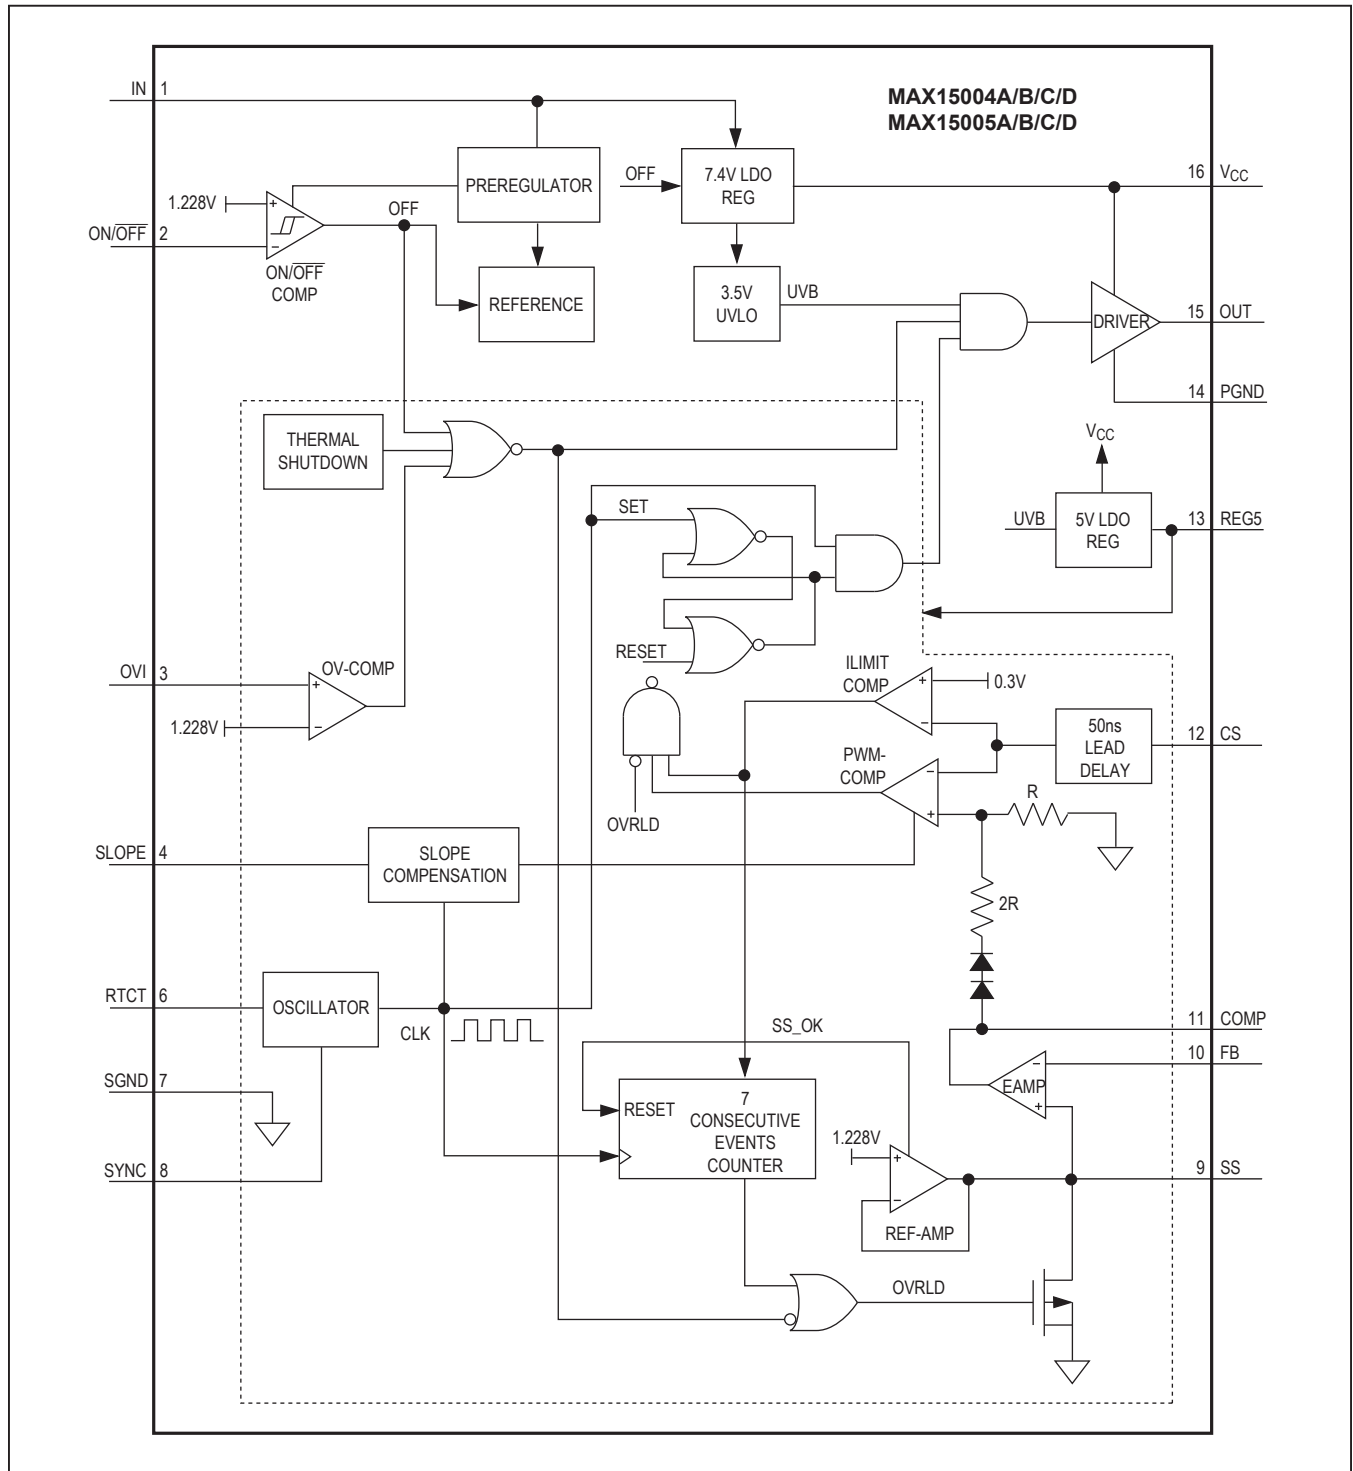 MAX15004A/B/C/D
MAX15005A/B/C/D
IN 1
PREREGULATOR
OFF
7.4V LDO
REG
16 VCC
1.228V
+
−
OFF
ON/OFF 2
ON/OFF
COMP
REFERENCE
3.5V
UVLO
UVB
DRIVER
15 OUT
14 PGND
THERMAL
SHUTDOWN
VCC
SET
UVB
5V LDO
REG
13 REG5
RESET
OVI 3
OV-COMP
+
−
1.228V
ILIMIT
COMP
+
−
0.3V
50ns
LEAD
DELAY
12 CS
PWM-
COMP
−
+
R
OVRLD
SLOPE 4
SLOPE
COMPENSATION
2R
RTCT 6
OSCILLATOR
CLK
SS_OK
11 COMP
10 FB
EAMP
−
+
SGND 7
RESET
7
CONSECUTIVE
EVENTS
COUNTER
1.228V
+
−
REF-AMP
SYNC 8
9 SS
OVRLD